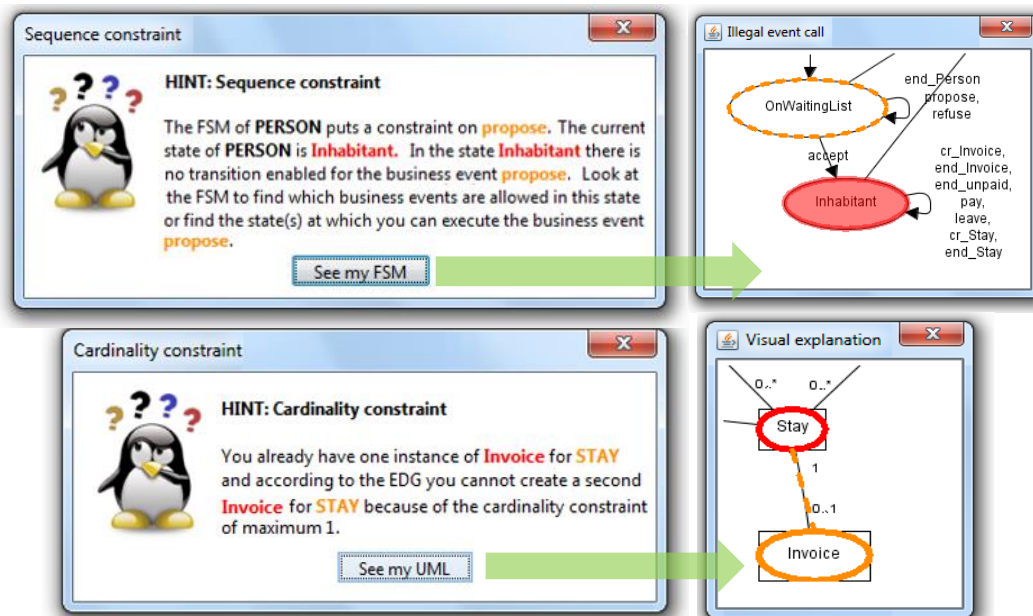 Sequence constraint
HINT: Sequence constraint
The FSM of PERSON puts a constraint on propose. The current
state of PERSON is Inhabitant. In the state Inhabitant there is
no transition enabled for the business event propose. Look at
the FSM to find which business events are allowed in this state
or find the state(s) at which you can execute the business event
propose.
See my FSM
Illegal event call
OnWaitingList
end_Person
propose,
refuse
accept
Inhabitant
cr_Invoice,
end_Invoice,
end_unpaid,
pay,
leave,
cr_Stay,
end_Stay
Cardinality constraint
HINT: Cardinality constraint
You already have one instance of Invoice for STAY
and according to the EDG you cannot create a second
Invoice for STAY because of the cardinality constraint
of maximum 1.
See my UML
Visual explanation
0..* 0..*
Stay
1
0..1
Invoice